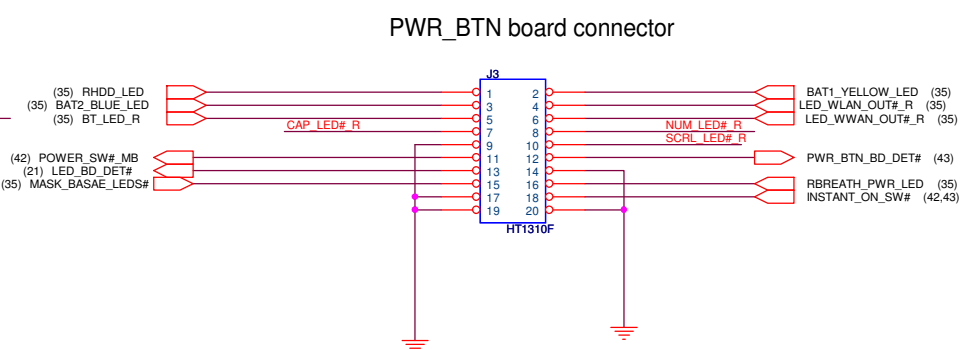 PWR_BTN board connector
J3
(35) RHDD_LED 1 2 BAT1_YELLOW_LED (35)
(35) BAT2_BLUE_LED 3 4 LED_WLAN_OUT#_R (35)
(35) BT_LED_R 5 6 LED_WWAN_OUT#_R (35)
CAP_LED#_R 7 8 NUM_LED#_R
9 10 SCRL_LED#_R
(42) POWER_SW#_MB 11 12 PWR_BTN_BD_DET# (43)
(21) LED_BD_DET# 13 14
(35) MASK_BASAE_LEDS# 15 16 RBREATH_PWR_LED (35)
17 18 INSTANT_ON_SW# (42,43)
19 20
HT1310F